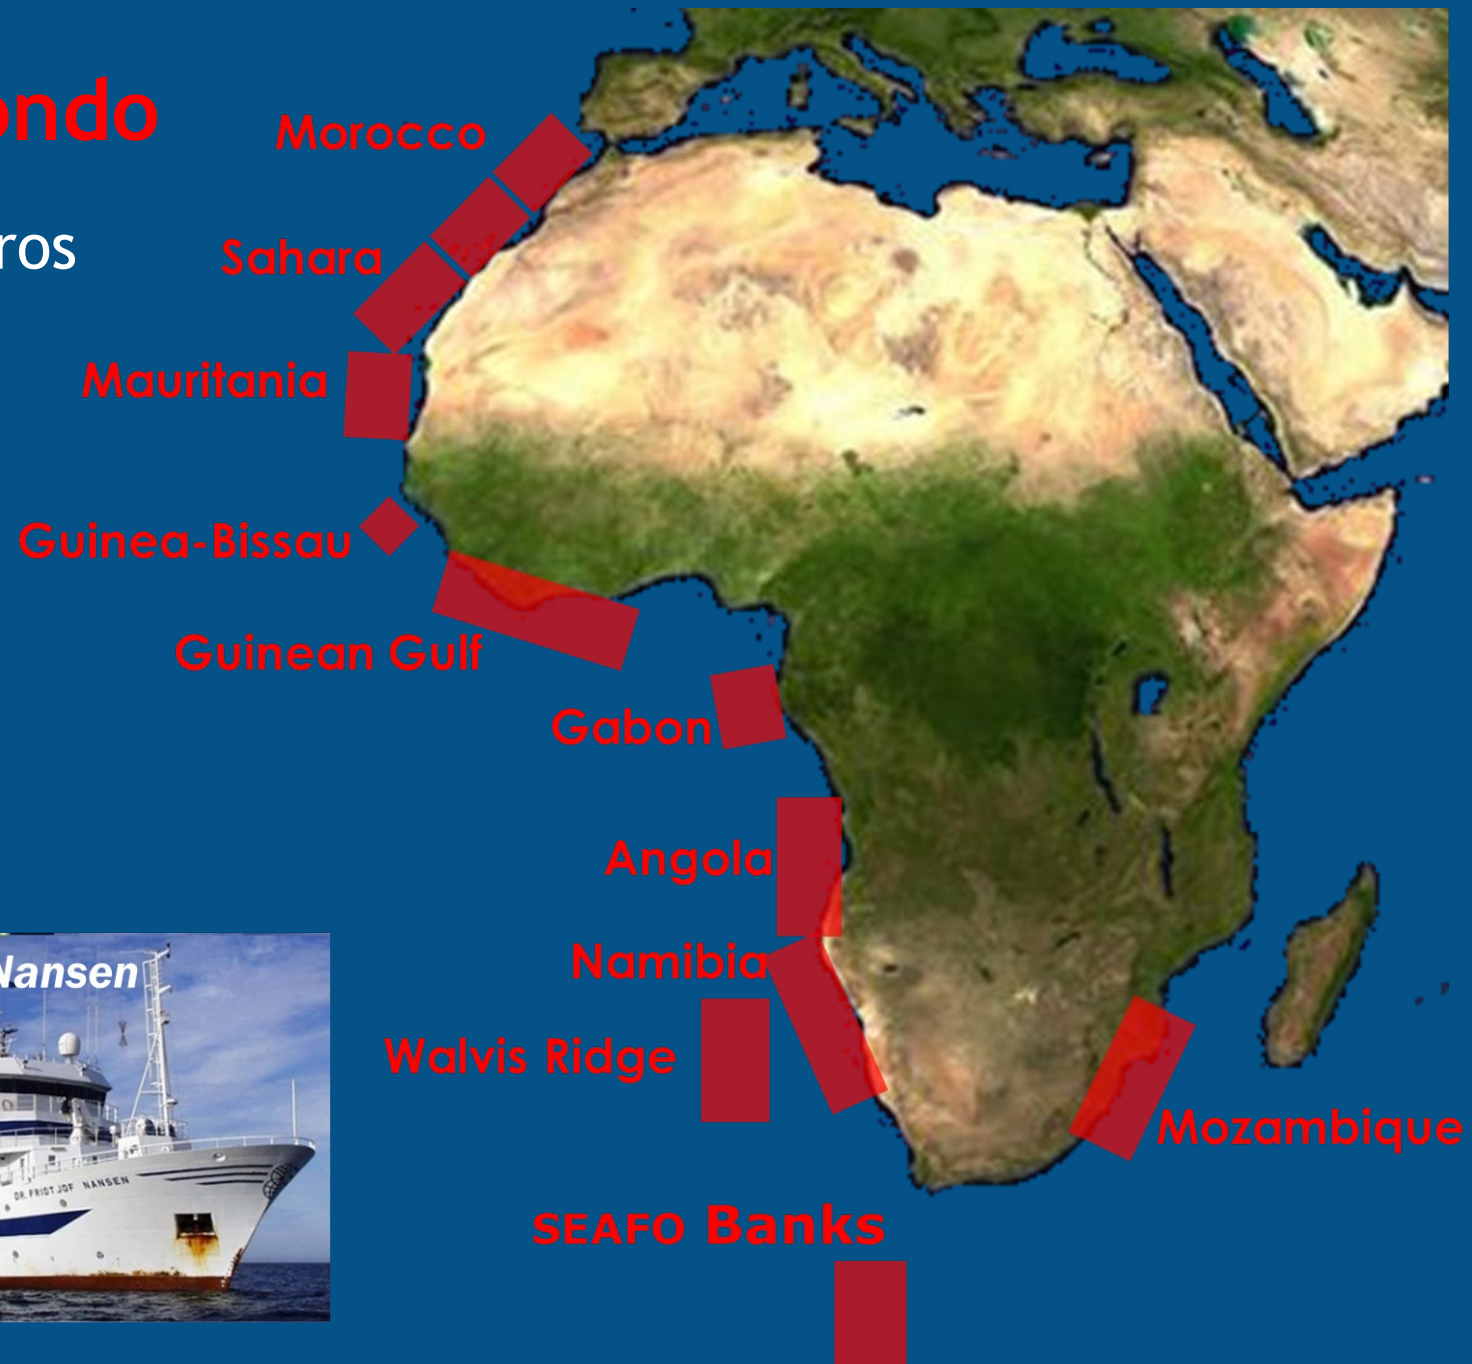 ondo
Morocco
ros
Sahara
Mauritania
Guinea-Bissau
Guinean Gulf
Gabon
Angola
Namibia
Walvis Ridge
Mozambique
SEAFO Banks
Nansen
DR. FRIDTJOF NANSEN